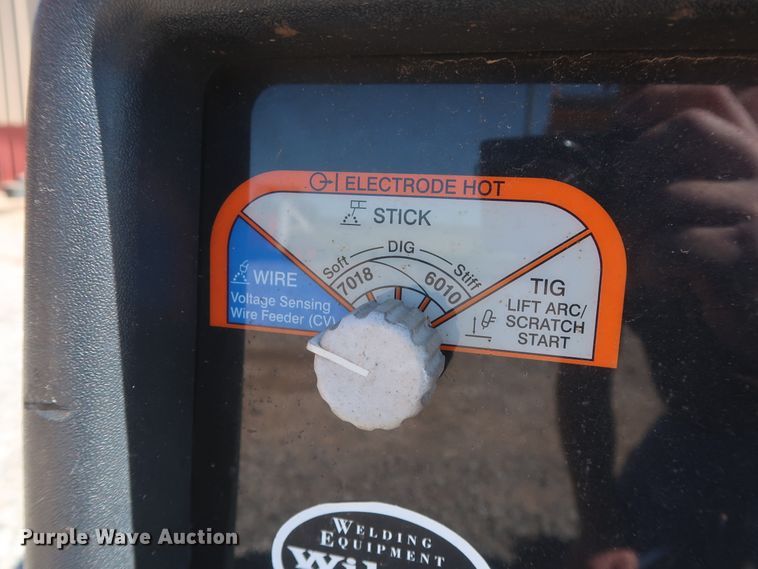 ELECTRODE HOT
STICK
DIG
Soft
Stiff
7018
6010
WIRE
Voltage Sensing
Wire Feeder (CV)
TIG
LIFT ARC/
SCRATCH
START
WELDING
EQUIPMENT
Purple Wave Auction